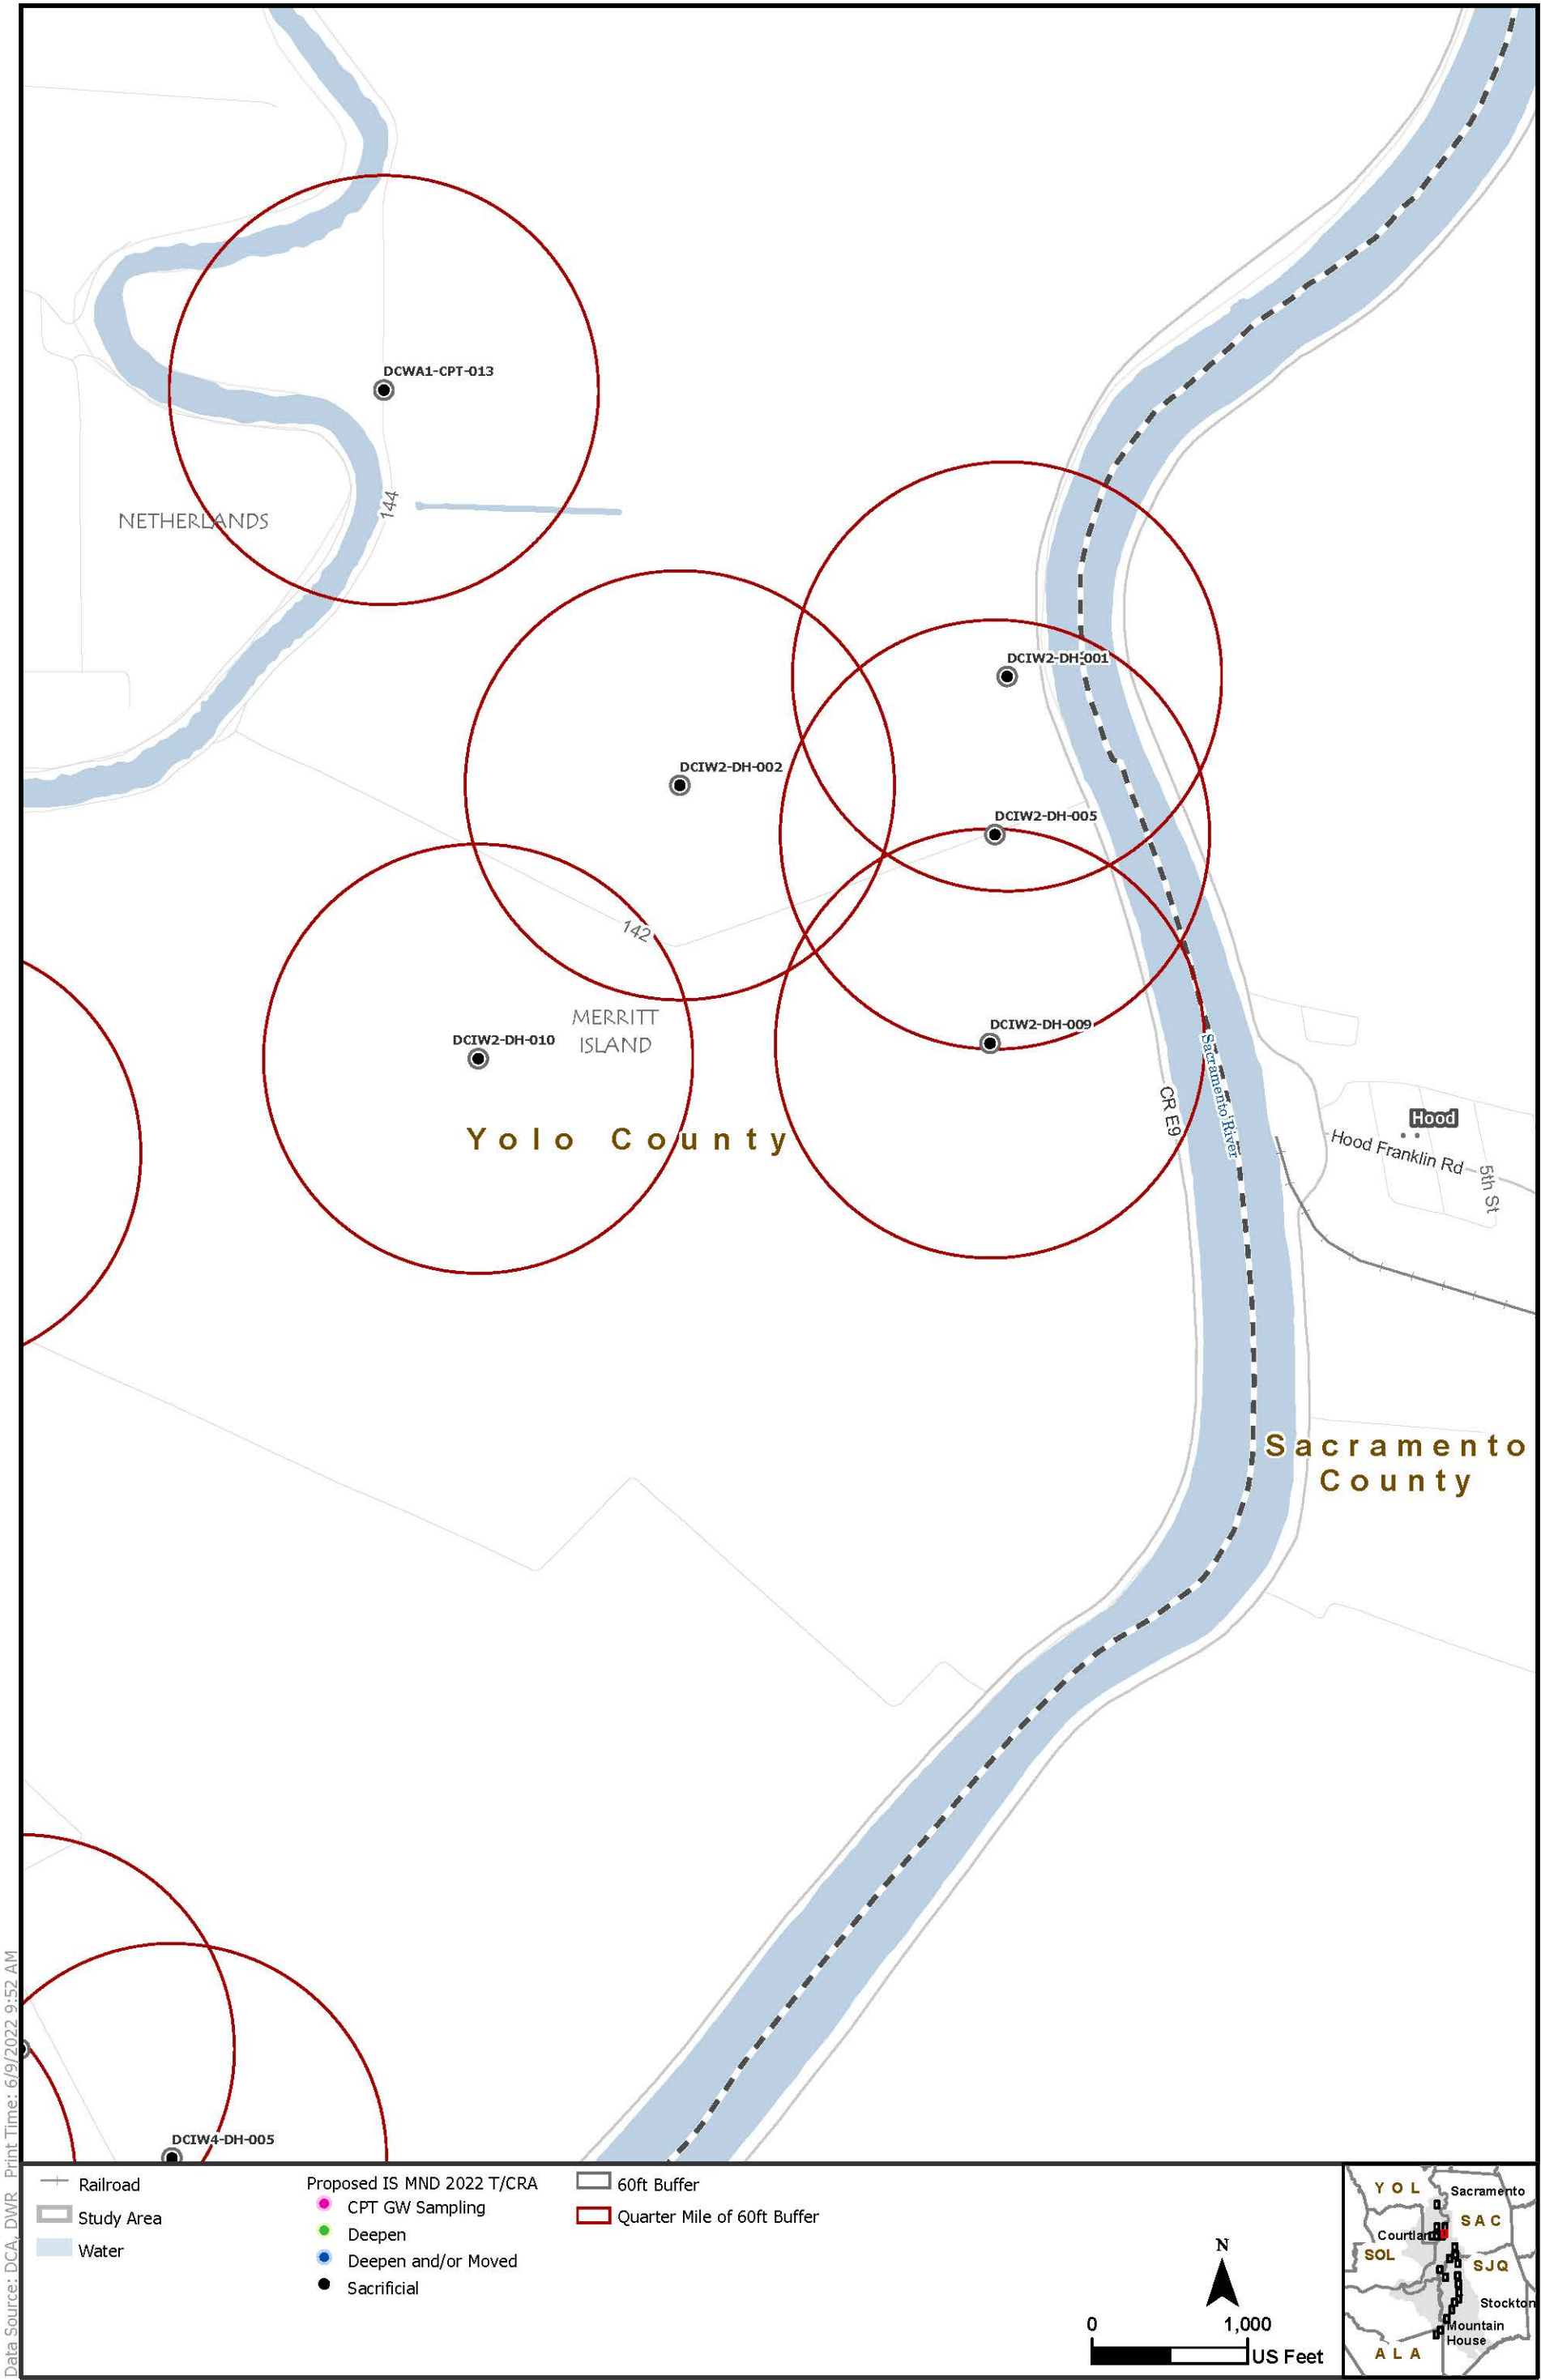 DCWA1-CPT-013
NETHERLANDS
144
DCIW2-DH-001
DCIW2-DH-002
DCIW2-DH-005
142
MERRITT
ISLAND
DCIW2-DH-010
DCIW2-DH-009
Sacramento River
CR E9
Hood
Hood Franklin Rd
5th St
Yolo County
Sacramento
County
DCIW4-DH-005
Data Source: DCA, DWR Print Time: 6/9/2022 9:52 AM
Railroad
Study Area
Water
Proposed IS MND 2022 T/CRA
CPT GW Sampling
Deepen
Deepen and/or Moved
Sacrificial
60ft Buffer
Quarter Mile of 60ft Buffer
N
0 1,000
US Feet
YOL
Sacramento
SAC
SOL
SJQ
Stockton
Mountain
House
ALA